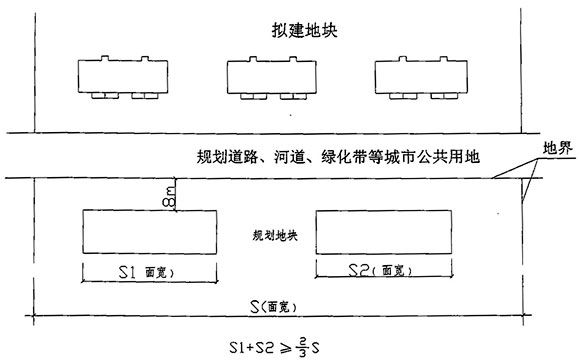 拟建地块
规划道路、河道、绿化带等城市公共用地
地界
8m
规划地块
S1 面宽)
S2(面宽)
S(面宽)
S1+S2 ≥ 2/3 S